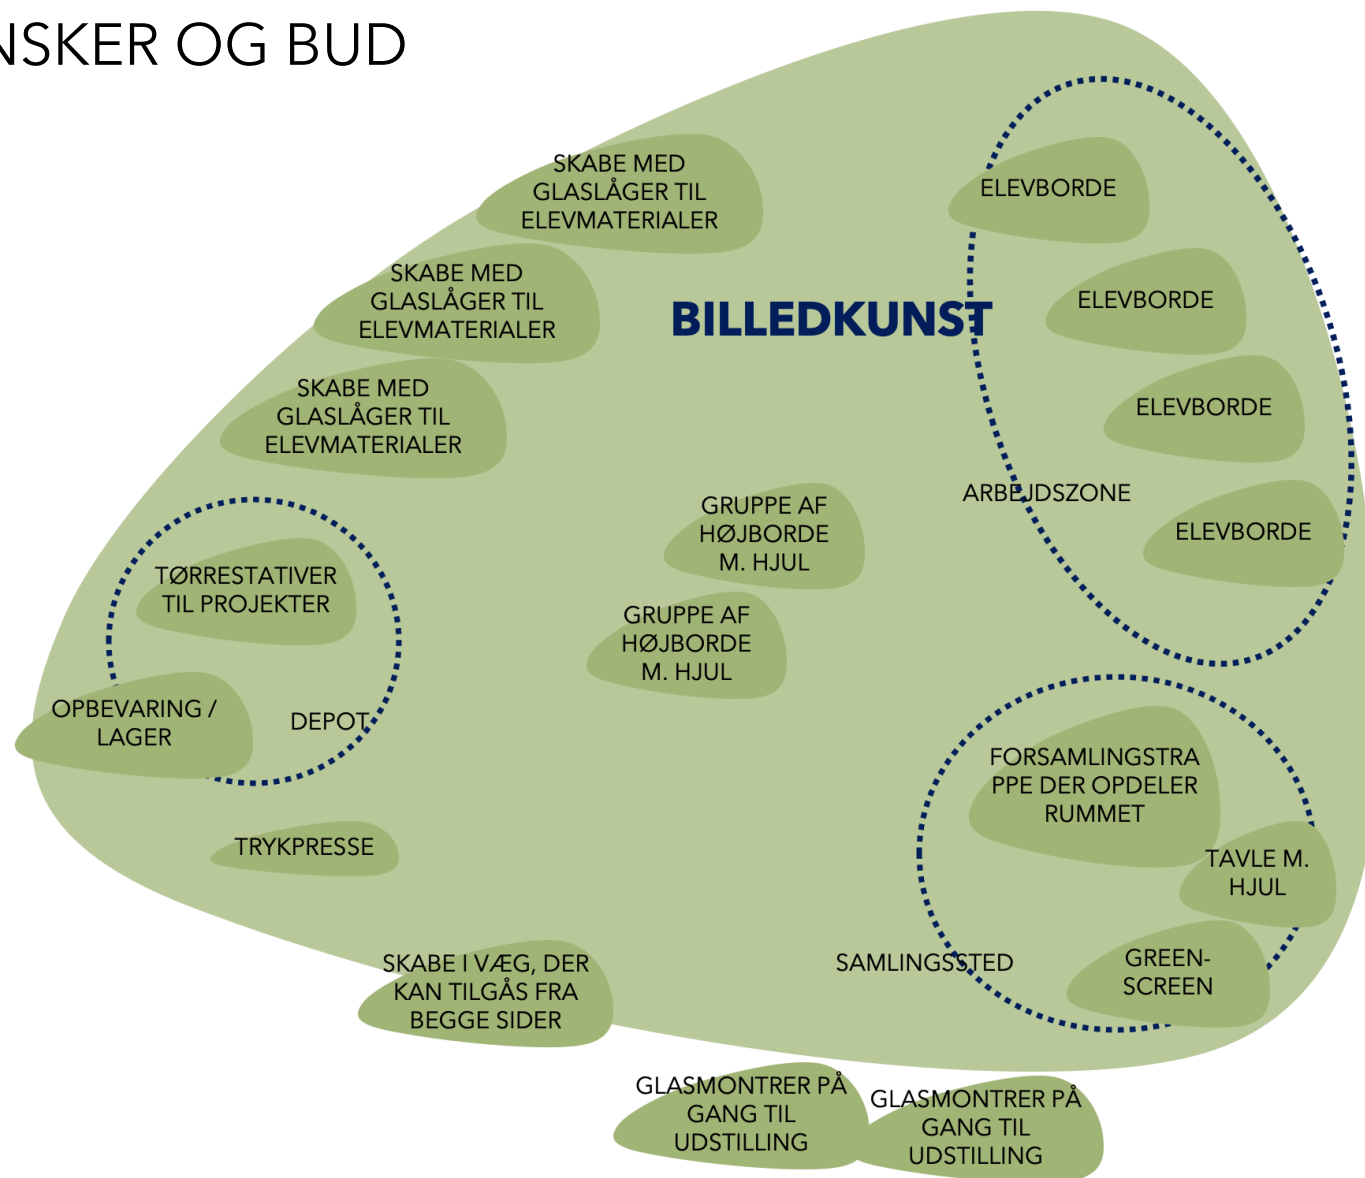 NSKER OG BUD
SKABE MED
GLASLÅGER TIL
ELEVMATERIALER
ELEVBORDE
SKABE MED
GLASLÅGER TIL
ELEVMATERIALER
BILLEDKUNST
ELEVBORDE
SKABE MED
GLASLÅGER TIL
ELEVMATERIALER
ELEVBORDE
GRUPPE AF
HØJBORDE
M. HJUL
ARBEJDSZONE
ELEVBORDE
TØRRESTATIVER
TIL PROJEKTER
GRUPPE AF
HØJBORDE
M. HJUL
OPBEVARING /
LAGER
DEPOT
FORSAMLINGSTRA
PPE DER OPDELER
RUMMET
TRYKPRESSE
TAVLE M.
HJUL
SKABE I VÆG, DER
KAN TILGÅS FRA
BEGGE SIDER
SAMLINGSSTED
GREEN-
SCREEN
GLASMONTRER PÅ
GANG TIL
UDSTILLING
GLASMONTRER PÅ
GANG TIL
UDSTILLING